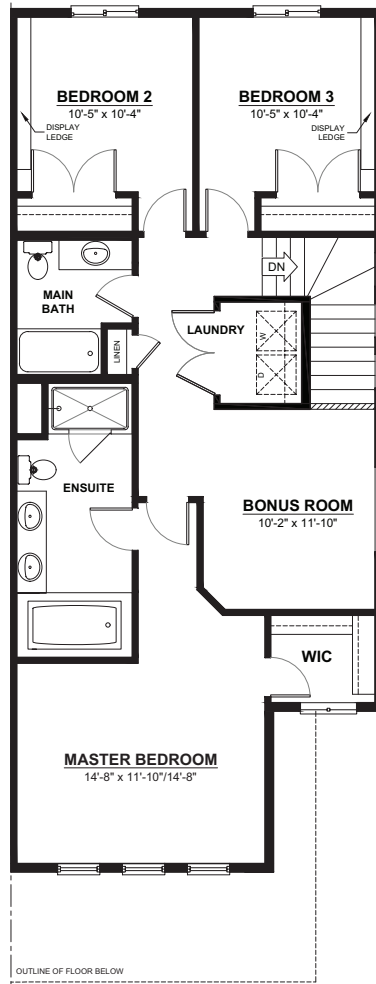 BEDROOM 2
10'-5" x 10'-4"
DISPLAY
LEDGE
BEDROOM 3
10'-5" x 10'-4"
DISPLAY
LEDGE
DN
MAIN
BATH
LINEN
LAUNDRY
W
D
ENSUITE
BONUS ROOM
10'-2" x 11'-10"
WIC
MASTER BEDROOM
14'-8" x 11'-10"/14'-8"
OUTLINE OF FLOOR BELOW